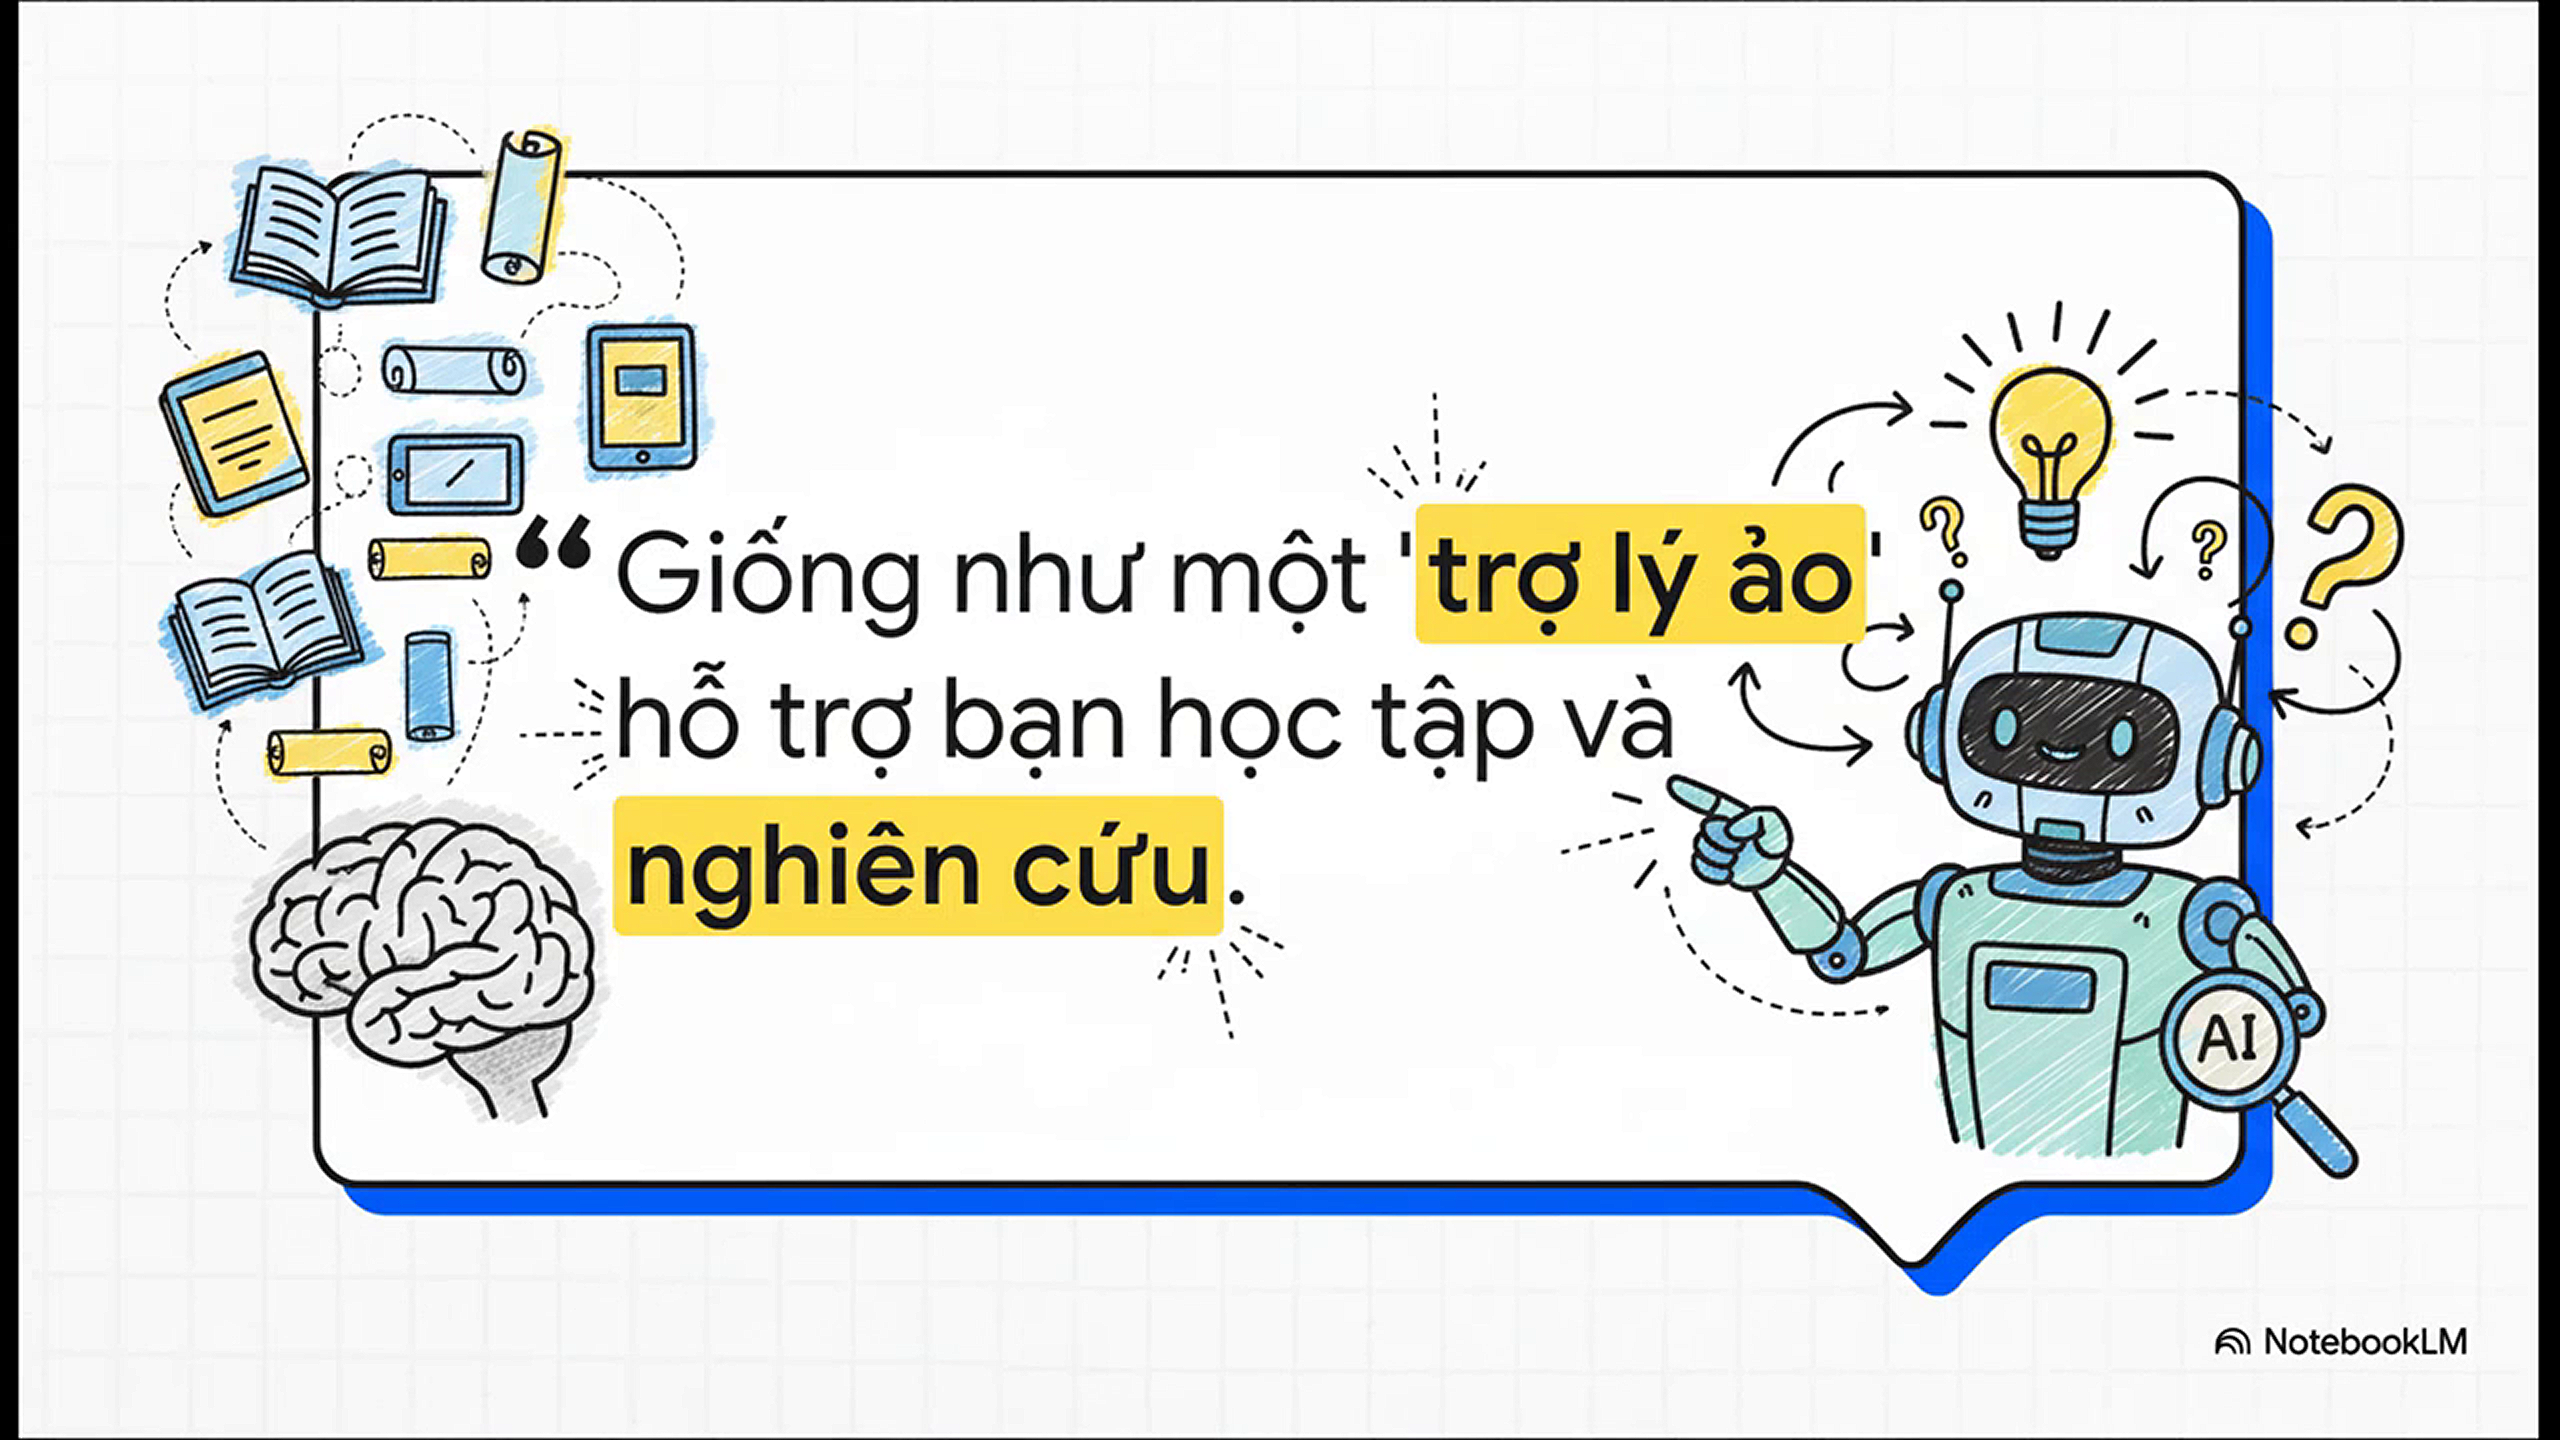 “ Giống như một 'trợ lý ảo'
hỗ trợ bạn học tập và
nghiên cứu.
AI
NotebookLM